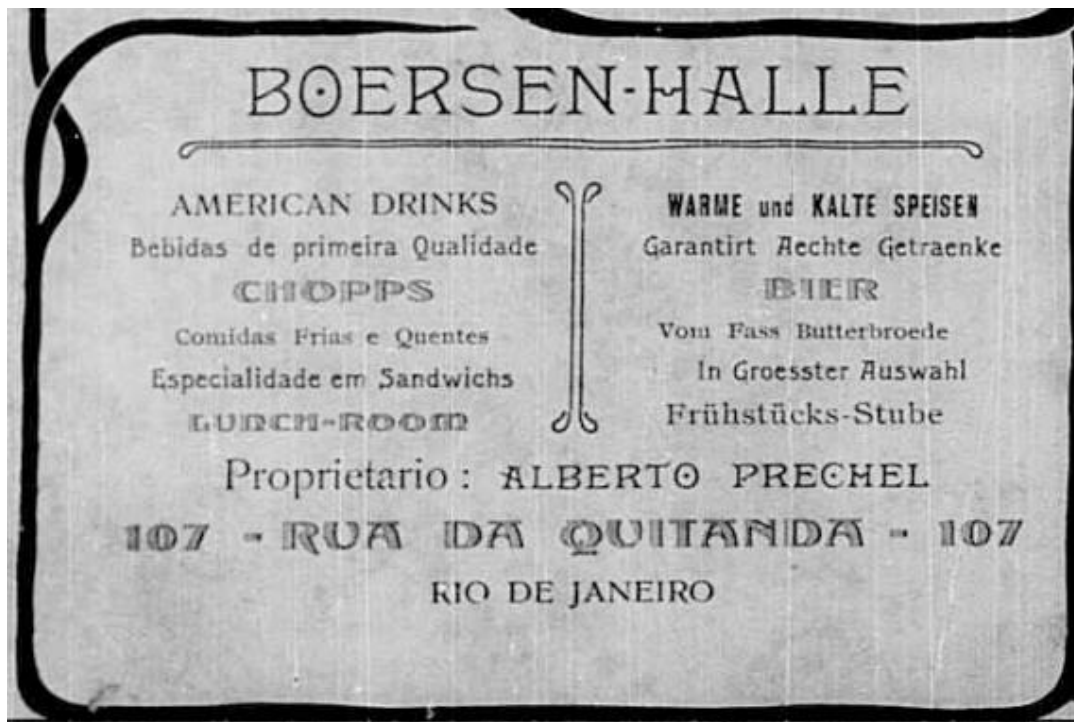 BOERSEN-HALLE
AMERICAN DRINKS
Bebidas de primeira Qualidade
CHOPPS
Comidas Frias e Quentes
Especialidade em Sandwichs
LUNCH-ROOM
WARME und KALTE SPEISEN
Garantirt Aechte Getraenke
BIER
Vom Fass Butterbroede
In Groesster Auswahl
Frühstücks-Stube
Proprietario : ALBERTO PRECHEL
107 - RUA DA QUITANDA - 107
RIO DE JANEIRO